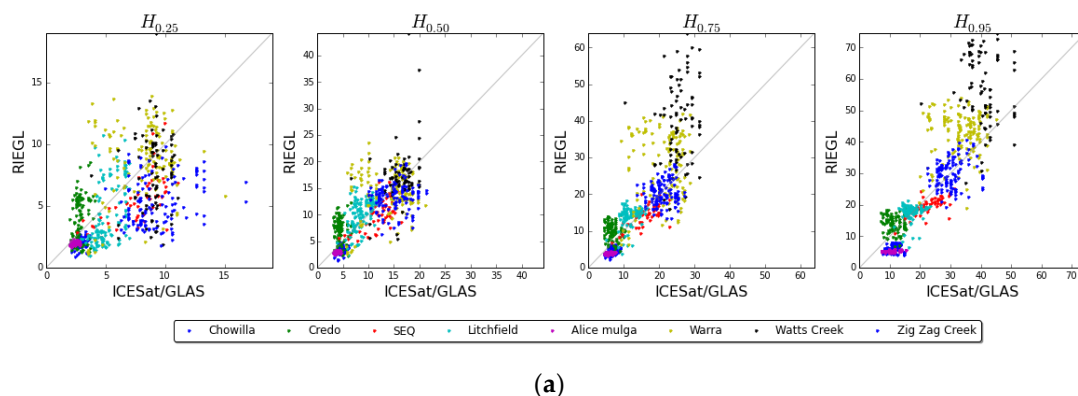 H0.25 H0.50 H0.75 H0.95
RIEGL
15
10
5
0
0 5 10 15
ICESat/GLAS
RIEGL
40
35
30
25
20
15
10
5
0
0 5 10 15 20 25 30 35 40
ICESat/GLAS
RIEGL
60
50
40
30
20
10
0
0 10 20 30 40 50 60
ICESat/GLAS
RIEGL
70
60
50
40
30
20
10
0
0 10 20 30 40 50 60 70
ICESat/GLAS
Chowilla Credo SEQ Litchfield Alice mulga Warra Watts Creek Zig Zag Creek
(a)